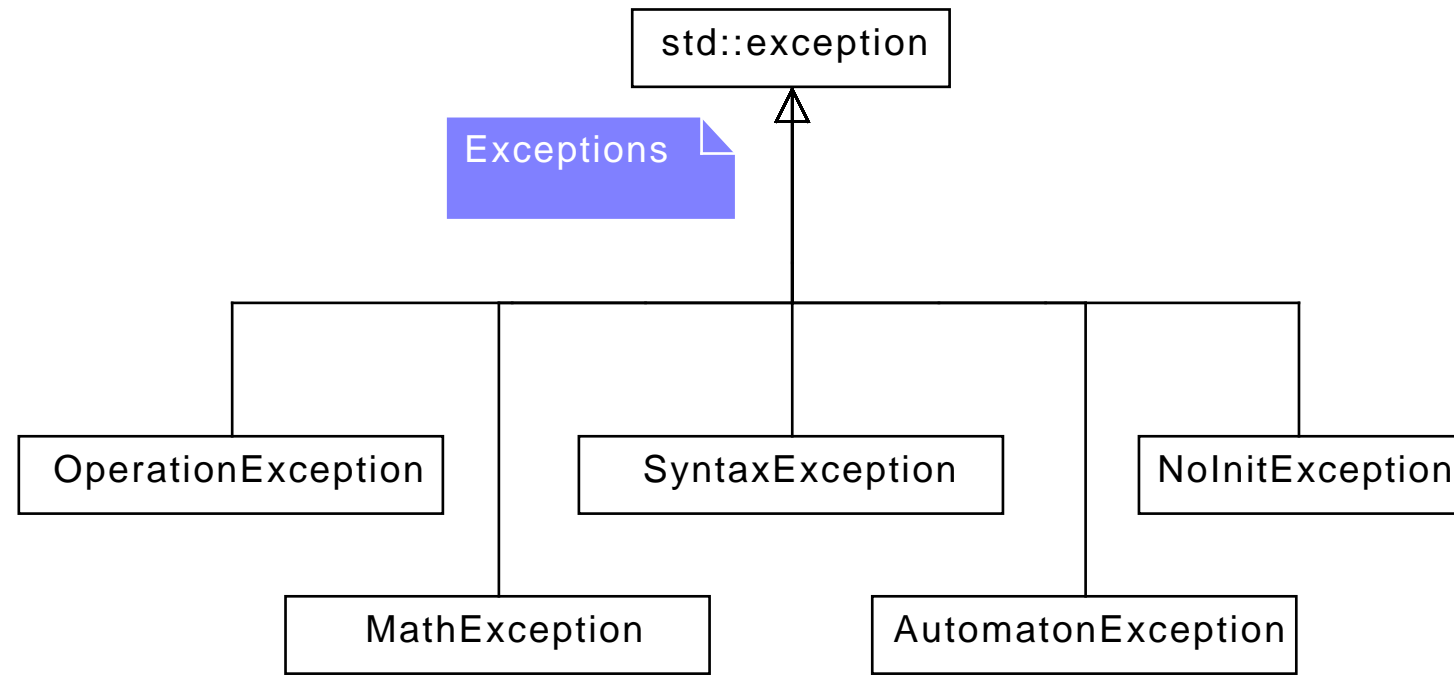 std::exception
Exceptions
OperationException
SyntaxException
NoInitException
MathException
AutomatonException